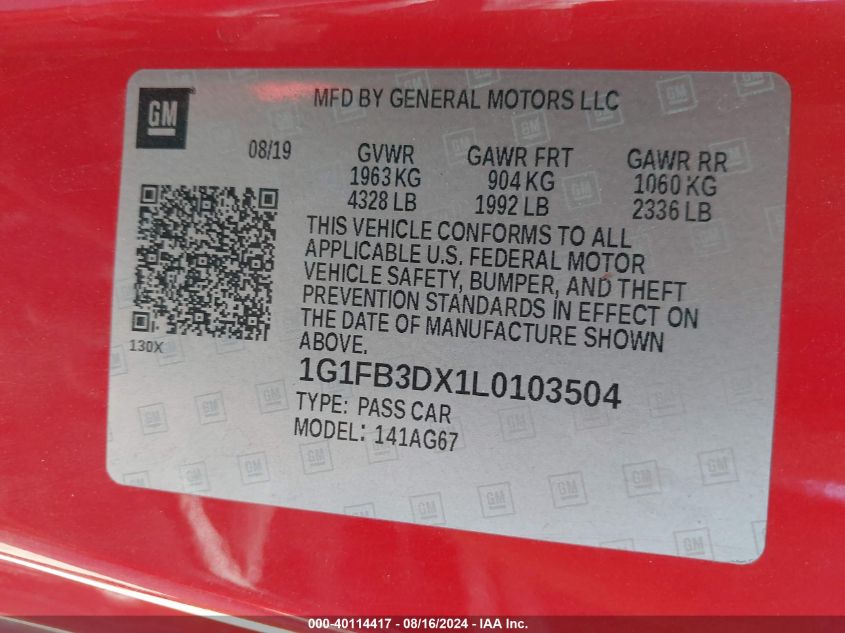 GM
MFD BY GENERAL MOTORS LLC
08/19 GVWR GAWR FRT GAWR RR
1963 KG 904 KG 1060 KG
4328 LB 1992 LB 2336 LB
THIS VEHICLE CONFORMS TO ALL
APPLICABLE U.S. FEDERAL MOTOR
VEHICLE SAFETY, BUMPER, AND THEFT
PREVENTION STANDARDS IN EFFECT ON
THE DATE OF MANUFACTURE SHOWN
ABOVE.
130X
1G1FB3DX1L0103504
TYPE: PASS CAR
MODEL: 141AG67
000-40114417 - 08/16/2024 - IAA Inc.